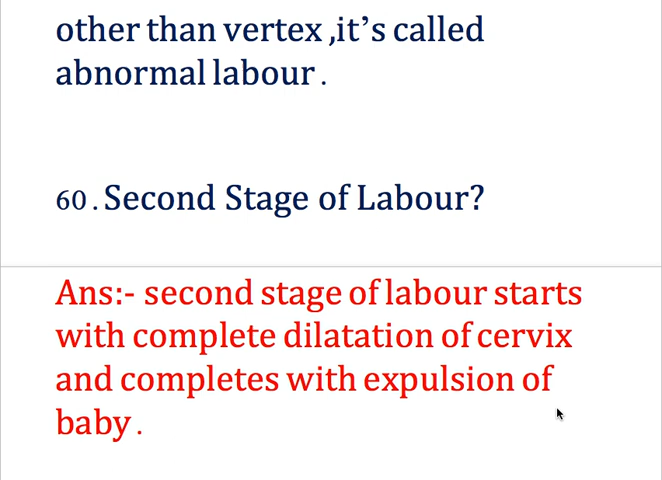 other than vertex ,it’s called
abnormal labour .
60 . Second Stage of Labour?
Ans:- second stage of labour starts
with complete dilatation of cervix
and completes with expulsion of
baby .